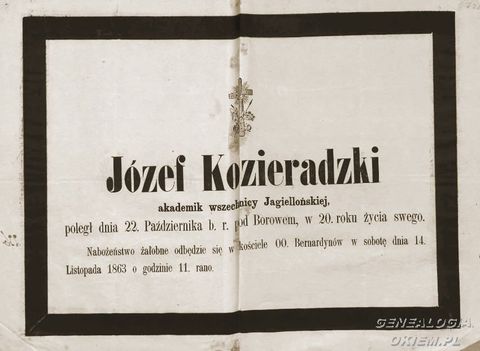 Józef Kozieradzki
akademik wszechnicy Jagiellońskiej,
poległ dnia 22. Października b. r. pod Borowem, w 20. roku życia swego.
Nabożeństwo żałobne odbędzie się w kościele OO. Bernardynów w sobotę dnia 14.
Listopada 1863 o godzinie 11. rano.
GENEALOGIA
OKIEM.PL